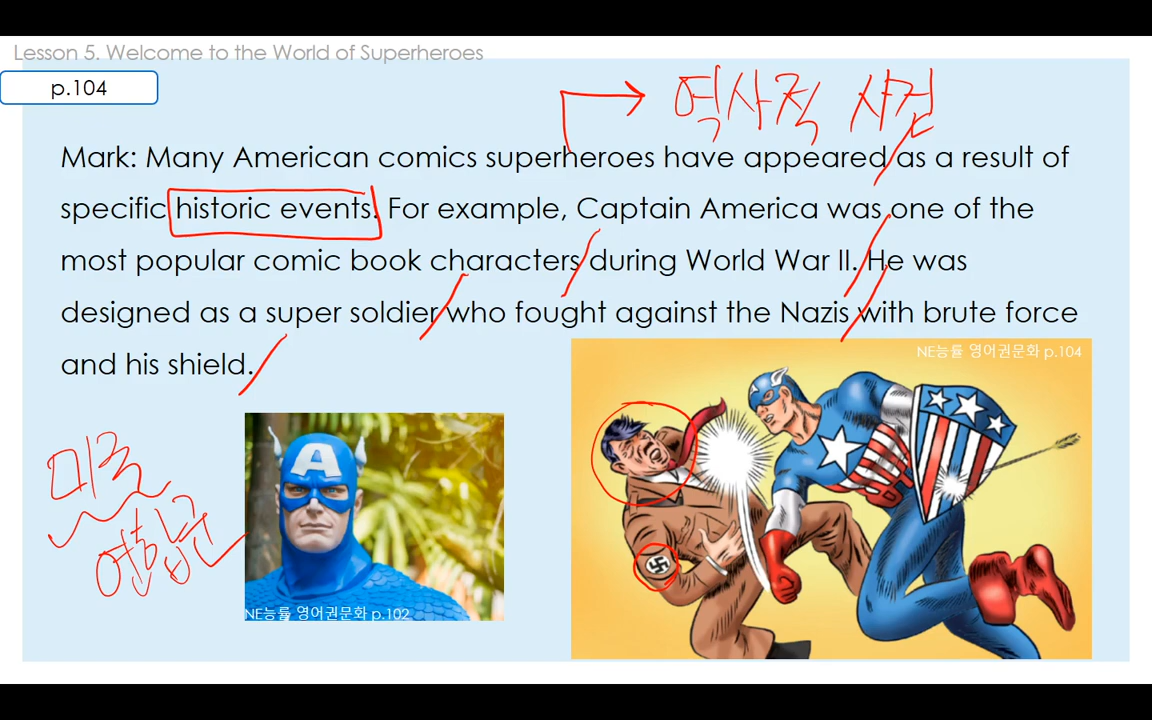 Lesson 5. Welcome to the World of Superheroes
p.104
역사적 사건
Mark: Many American comics superheroes have appeared as a result of
specific historic events. For example, Captain America was one of the
most popular comic book characters during World War II. He was
designed as a super soldier who fought against the Nazis with brute force
and his shield.
NE능률 영어권문화 p.104
미국
연합군
A
NE능률 영어권문화 p.102